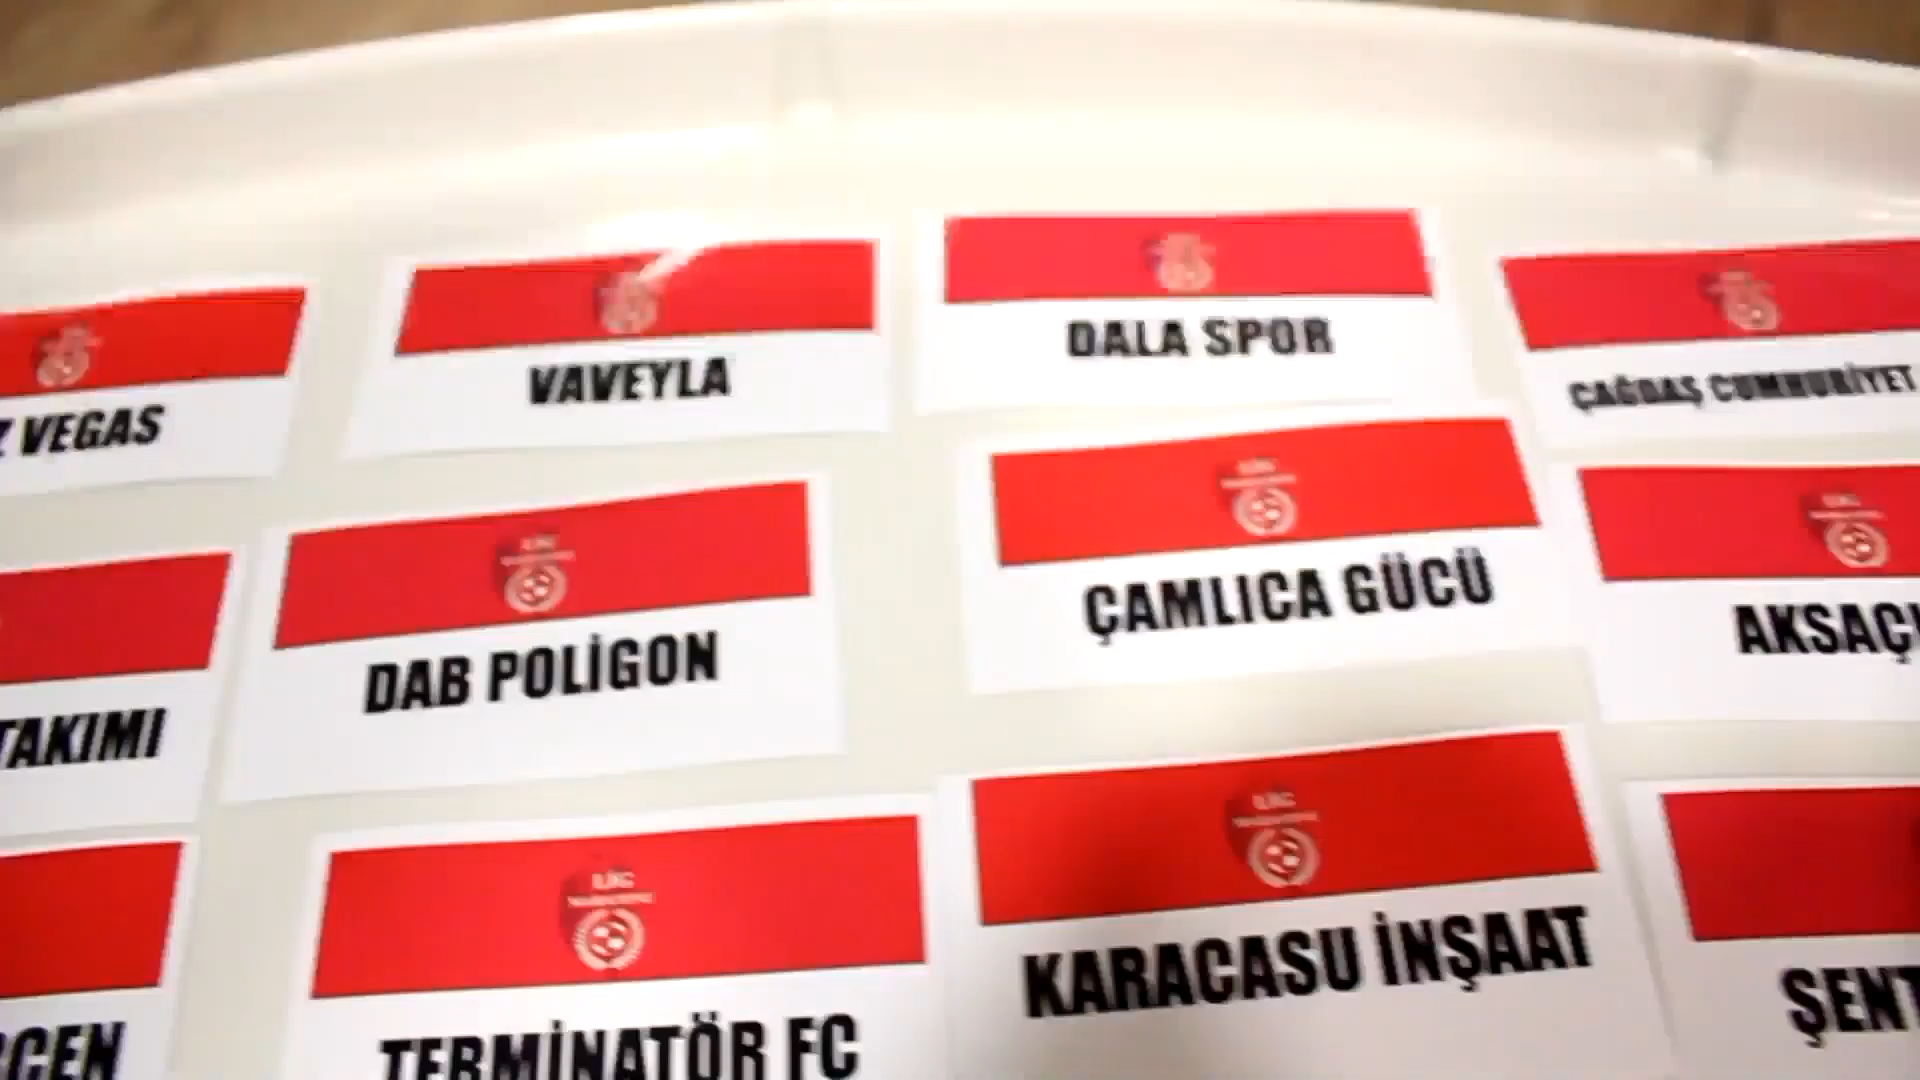 VEGAS
VAVEYLA
DALA SPOR
ÇAĞDAŞ CUMHURİYET
TAKIMI
DAB POLİGON
ÇAMLICA GÜCÜ
TERMİNATÖR FC
KARACASU İNŞAAT